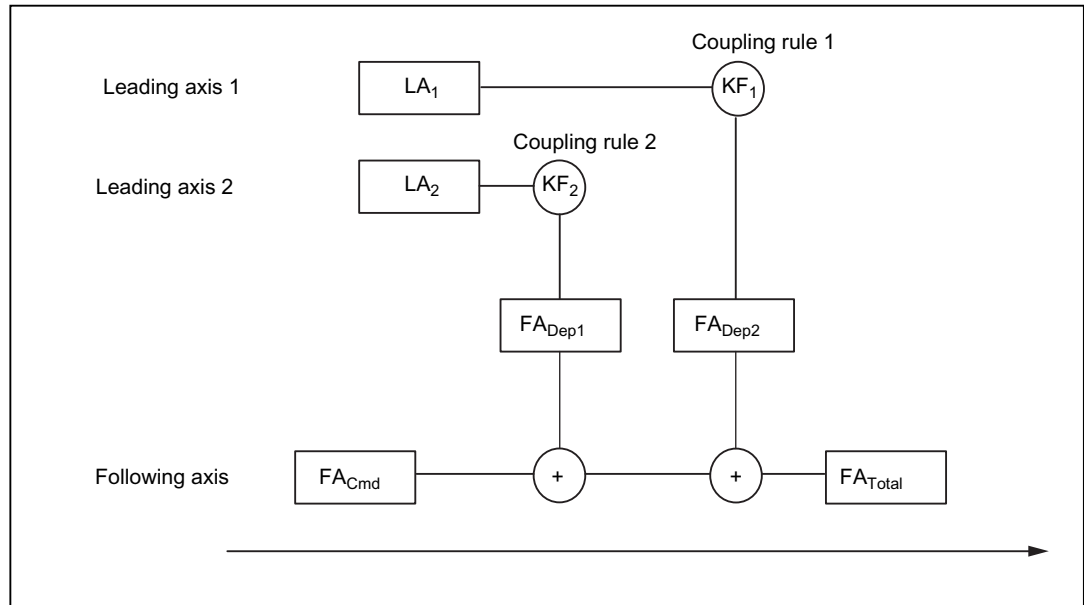 Coupling rule 1
Leading axis 1 LA1 KF1
Coupling rule 2
Leading axis 2 LA2 KF2
FADep1 FADep2
Following axis FACmd + + FATotal